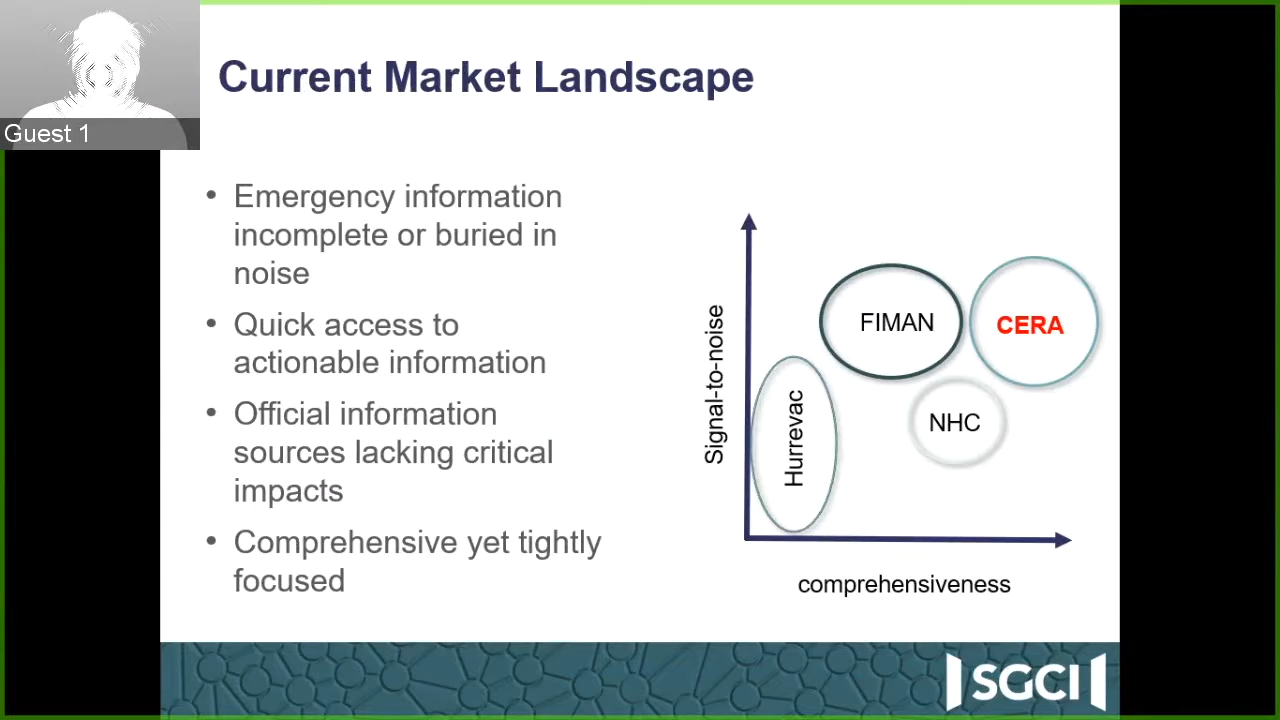 Guest 1
Current Market Landscape
• Emergency information
incomplete or buried in
noise
• Quick access to
actionable information
• Official information
sources lacking critical
impacts
• Comprehensive yet tightly
focused
Signal-to-noise
Hurrevac
FIMAN
CERA
NHC
comprehensiveness
SGCI